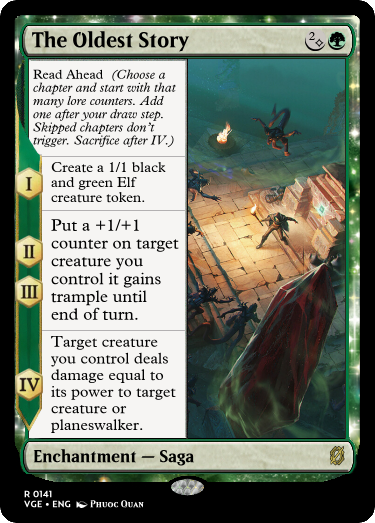 The Oldest Story
2
Read Ahead (Choose a
chapter and start with that
many lore counters. Add
one after your draw step.
Skipped chapters don't
trigger. Sacrifice after IV.)
I
Create a 1/1 black
and green Elf
creature token.
II
III
Put a +1/+1
counter on target
creature you
control it gains
trample until
end of turn.
IV
Target creature
you control deals
damage equal to
its power to target
creature or
planeswalker.
Enchantment — Saga
R 0141
VGE • ENG Phuoc Quan